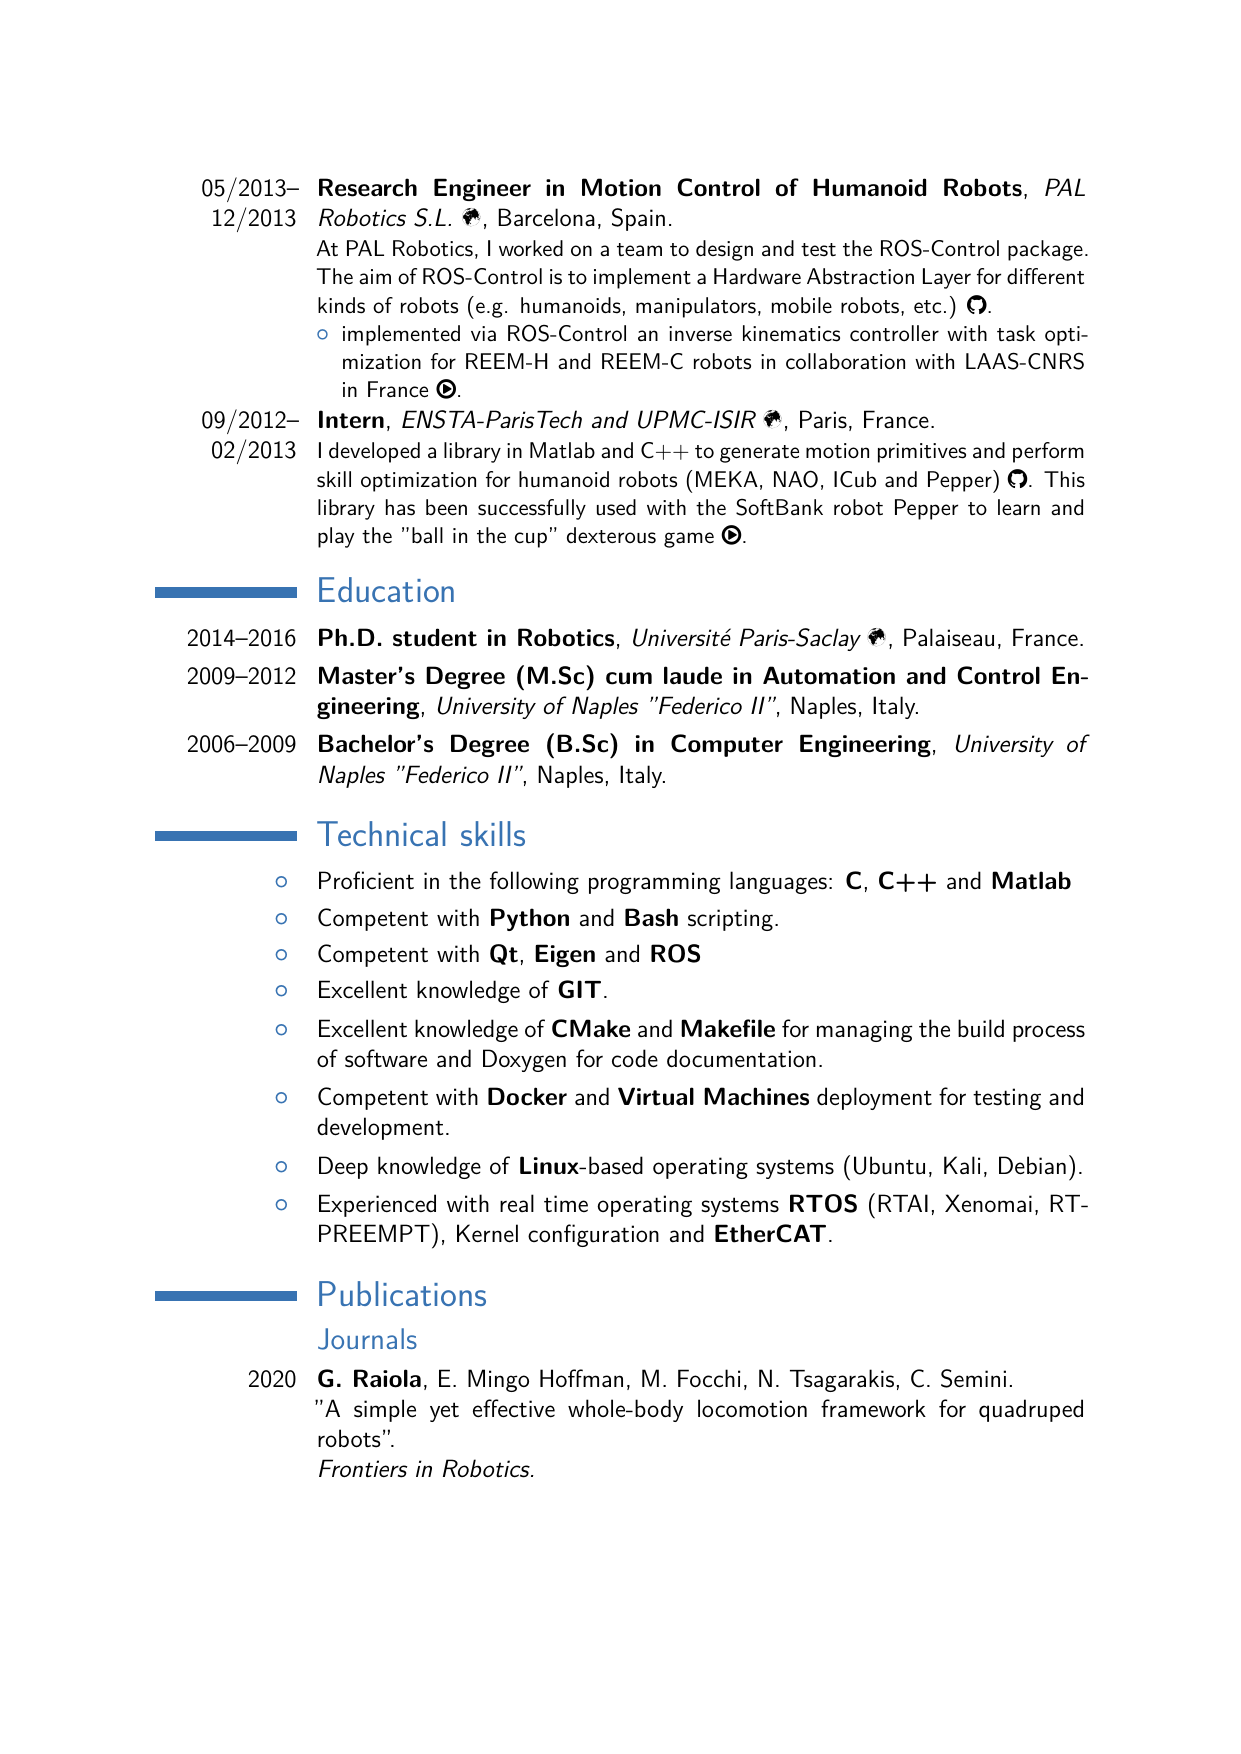 05/2013– Research Engineer in Motion Control of Humanoid Robots, PAL
12/2013 Robotics S.L. , Barcelona, Spain.
At PAL Robotics, I worked on a team to design and test the ROS-Control package.
The aim of ROS-Control is to implement a Hardware Abstraction Layer for different
kinds of robots (e.g. humanoids, manipulators, mobile robots, etc.) .
○ implemented via ROS-Control an inverse kinematics controller with task opti-
mization for REEM-H and REEM-C robots in collaboration with LAAS-CNRS
in France .
09/2012– Intern, ENSTA-ParisTech and UPMC-ISIR , Paris, France.
02/2013 I developed a library in Matlab and C++ to generate motion primitives and perform
skill optimization for humanoid robots (MEKA, NAO, ICub and Pepper) . This
library has been successfully used with the SoftBank robot Pepper to learn and
play the ”ball in the cup” dexterous game .
Education
2014–2016 Ph.D. student in Robotics, Université Paris-Saclay , Palaiseau, France.
2009–2012 Master’s Degree (M.Sc) cum laude in Automation and Control En-
gineering, University of Naples ”Federico II”, Naples, Italy.
2006–2009 Bachelor’s Degree (B.Sc) in Computer Engineering, University of
Naples ”Federico II”, Naples, Italy.
Technical skills
○ Proficient in the following programming languages: C, C++ and Matlab
○ Competent with Python and Bash scripting.
○ Competent with Qt, Eigen and ROS
○ Excellent knowledge of GIT.
○ Excellent knowledge of CMake and Makefile for managing the build process
of software and Doxygen for code documentation.
○ Competent with Docker and Virtual Machines deployment for testing and
development.
○ Deep knowledge of Linux-based operating systems (Ubuntu, Kali, Debian).
○ Experienced with real time operating systems RTOS (RTAI, Xenomai, RT-
PREEMPT), Kernel configuration and EtherCAT.
Publications
Journals
2020 G. Raiola, E. Mingo Hoffman, M. Focchi, N. Tsagarakis, C. Semini.
”A simple yet effective whole-body locomotion framework for quadruped
robots”.
Frontiers in Robotics.